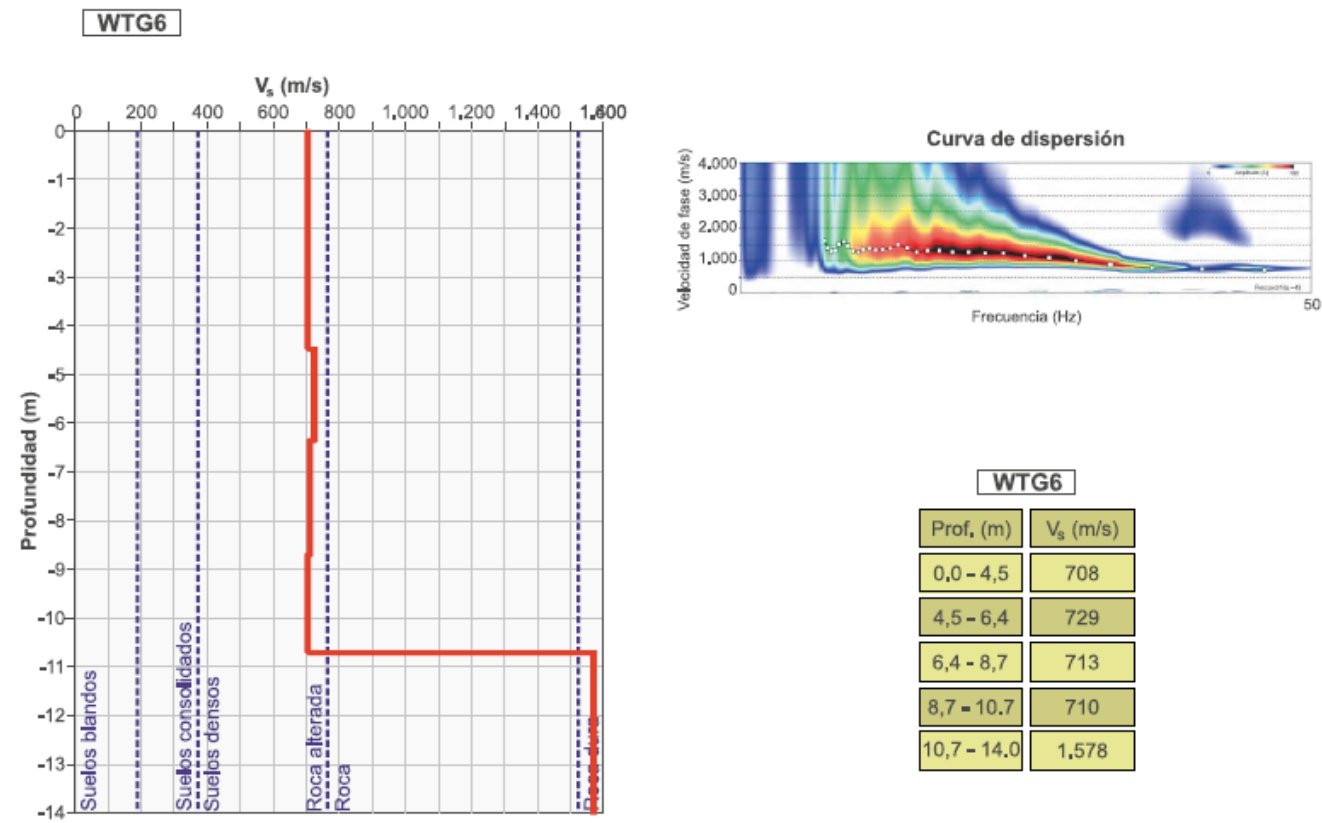 WTG6
Vs (m/s)
0 200 400 600 800 1.000 1.200 1.400 1.600
Profundidad (m)
0
-1
-2
-3
-4
-5
-6
-7
-8
-9
-10
-11
-12
-13
-14
Suelos blandos
Suelos consolidados
Suelos densos
Roca alterada
Roca
Roca dura
Curva de dispersión
Velocidad de fase (m/s)
4.000
3.000
2.000
1.000
0
50
Frecuencia (Hz)
WTG6
Prof. (m) Vs (m/s)
0,0 - 4,5 708
4,5 - 6,4 729
6,4 - 8,7 713
8,7 - 10.7 710
10,7 - 14.0 1.578